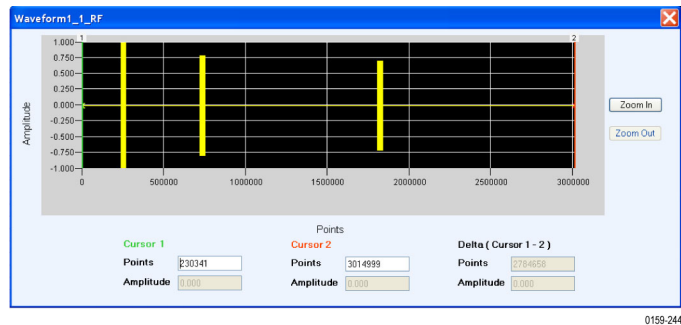 Waveform1_1_RF
1 2
1.000
0.750
0.500
0.250
0.000
-0.250
-0.500
-0.750
-1.000
Amplitude
0 500000 1000000 1500000 2000000 2500000 3000000
Points
Zoom In
Zoom Out
Cursor 1 Cursor 2 Delta ( Cursor 1 - 2 )
Points 230341 Points 3014999 Points 2784658
Amplitude 0.000 Amplitude 0.000 Amplitude 0.000
0159-244